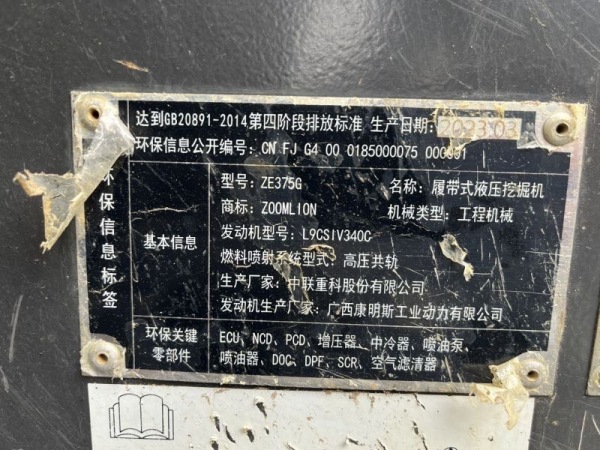 达到GB20891-2014第四阶段排放标准 生产日期: 2023.03
环保信息公开编号: CN FJ G4 00 0185000075 000031
环保信息标签
基本信息
型号: ZE375G 名称: 履带式液压挖掘机
商标: ZOOMLION 机械类型: 工程机械
发动机型号: L9CSIV340C
燃料喷射系统型式: 高压共轨
生产厂家: 中联重科股份有限公司
发动机生产厂家: 广西康明斯工业动力有限公司
环保关键零部件
ECU、NCD、PCD、增压器、中冷器、喷油泵、
喷油器、DOC、DPF、SCR、空气滤清器